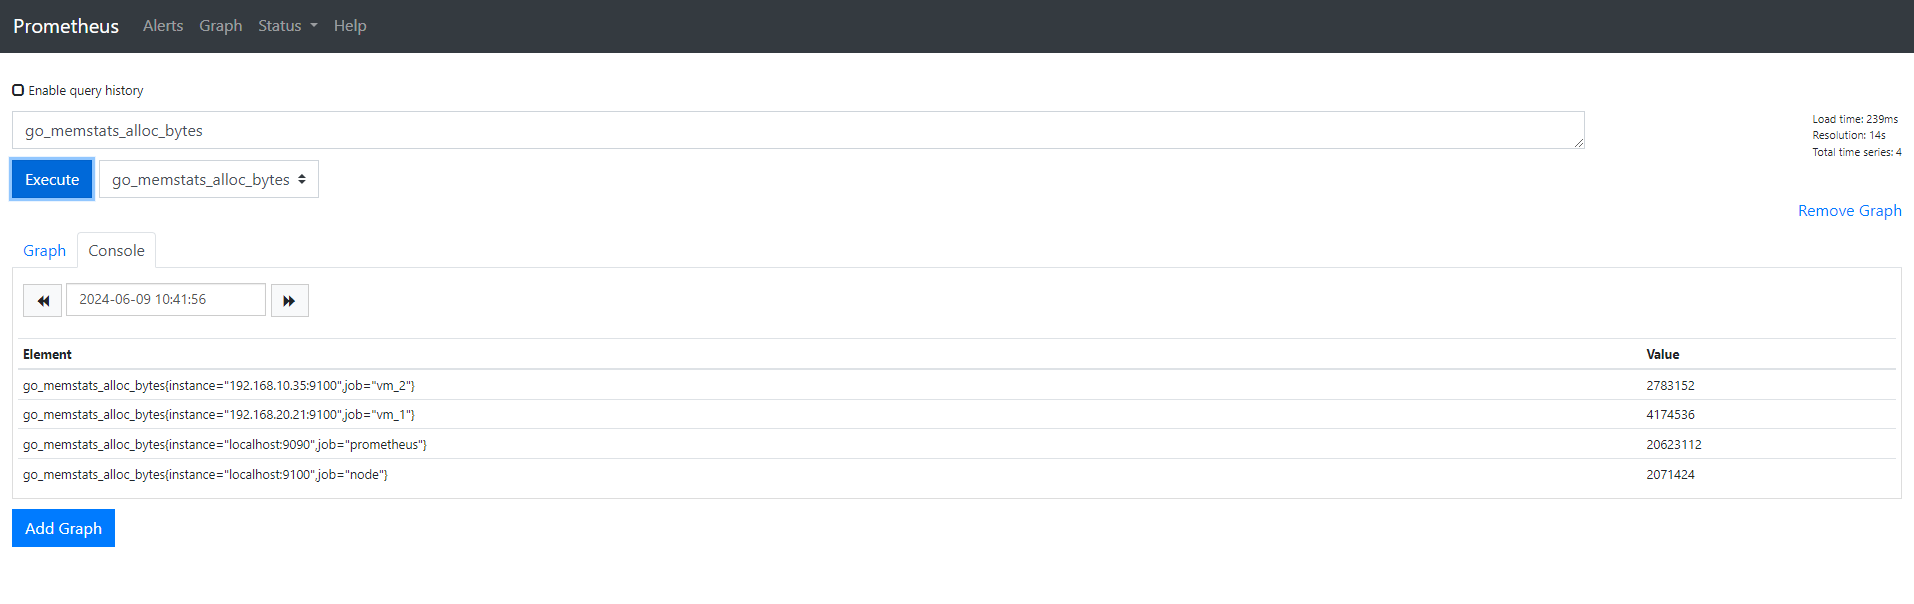 Prometheus Alerts Graph Status Help
Enable query history
go_memstats_alloc_bytes
Load time: 239ms
Resolution: 14s
Total time series: 4
Execute go_memstats_alloc_bytes
Remove Graph
Graph Console
2024-06-09 10:41:56
Element Value
go_memstats_alloc_bytes{instance="192.168.10.35:9100",job="vm_2"} 2783152
go_memstats_alloc_bytes{instance="192.168.20.21:9100",job="vm_1"} 4174536
go_memstats_alloc_bytes{instance="localhost:9090",job="prometheus"} 20623112
go_memstats_alloc_bytes{instance="localhost:9100",job="node"} 2071424
Add Graph